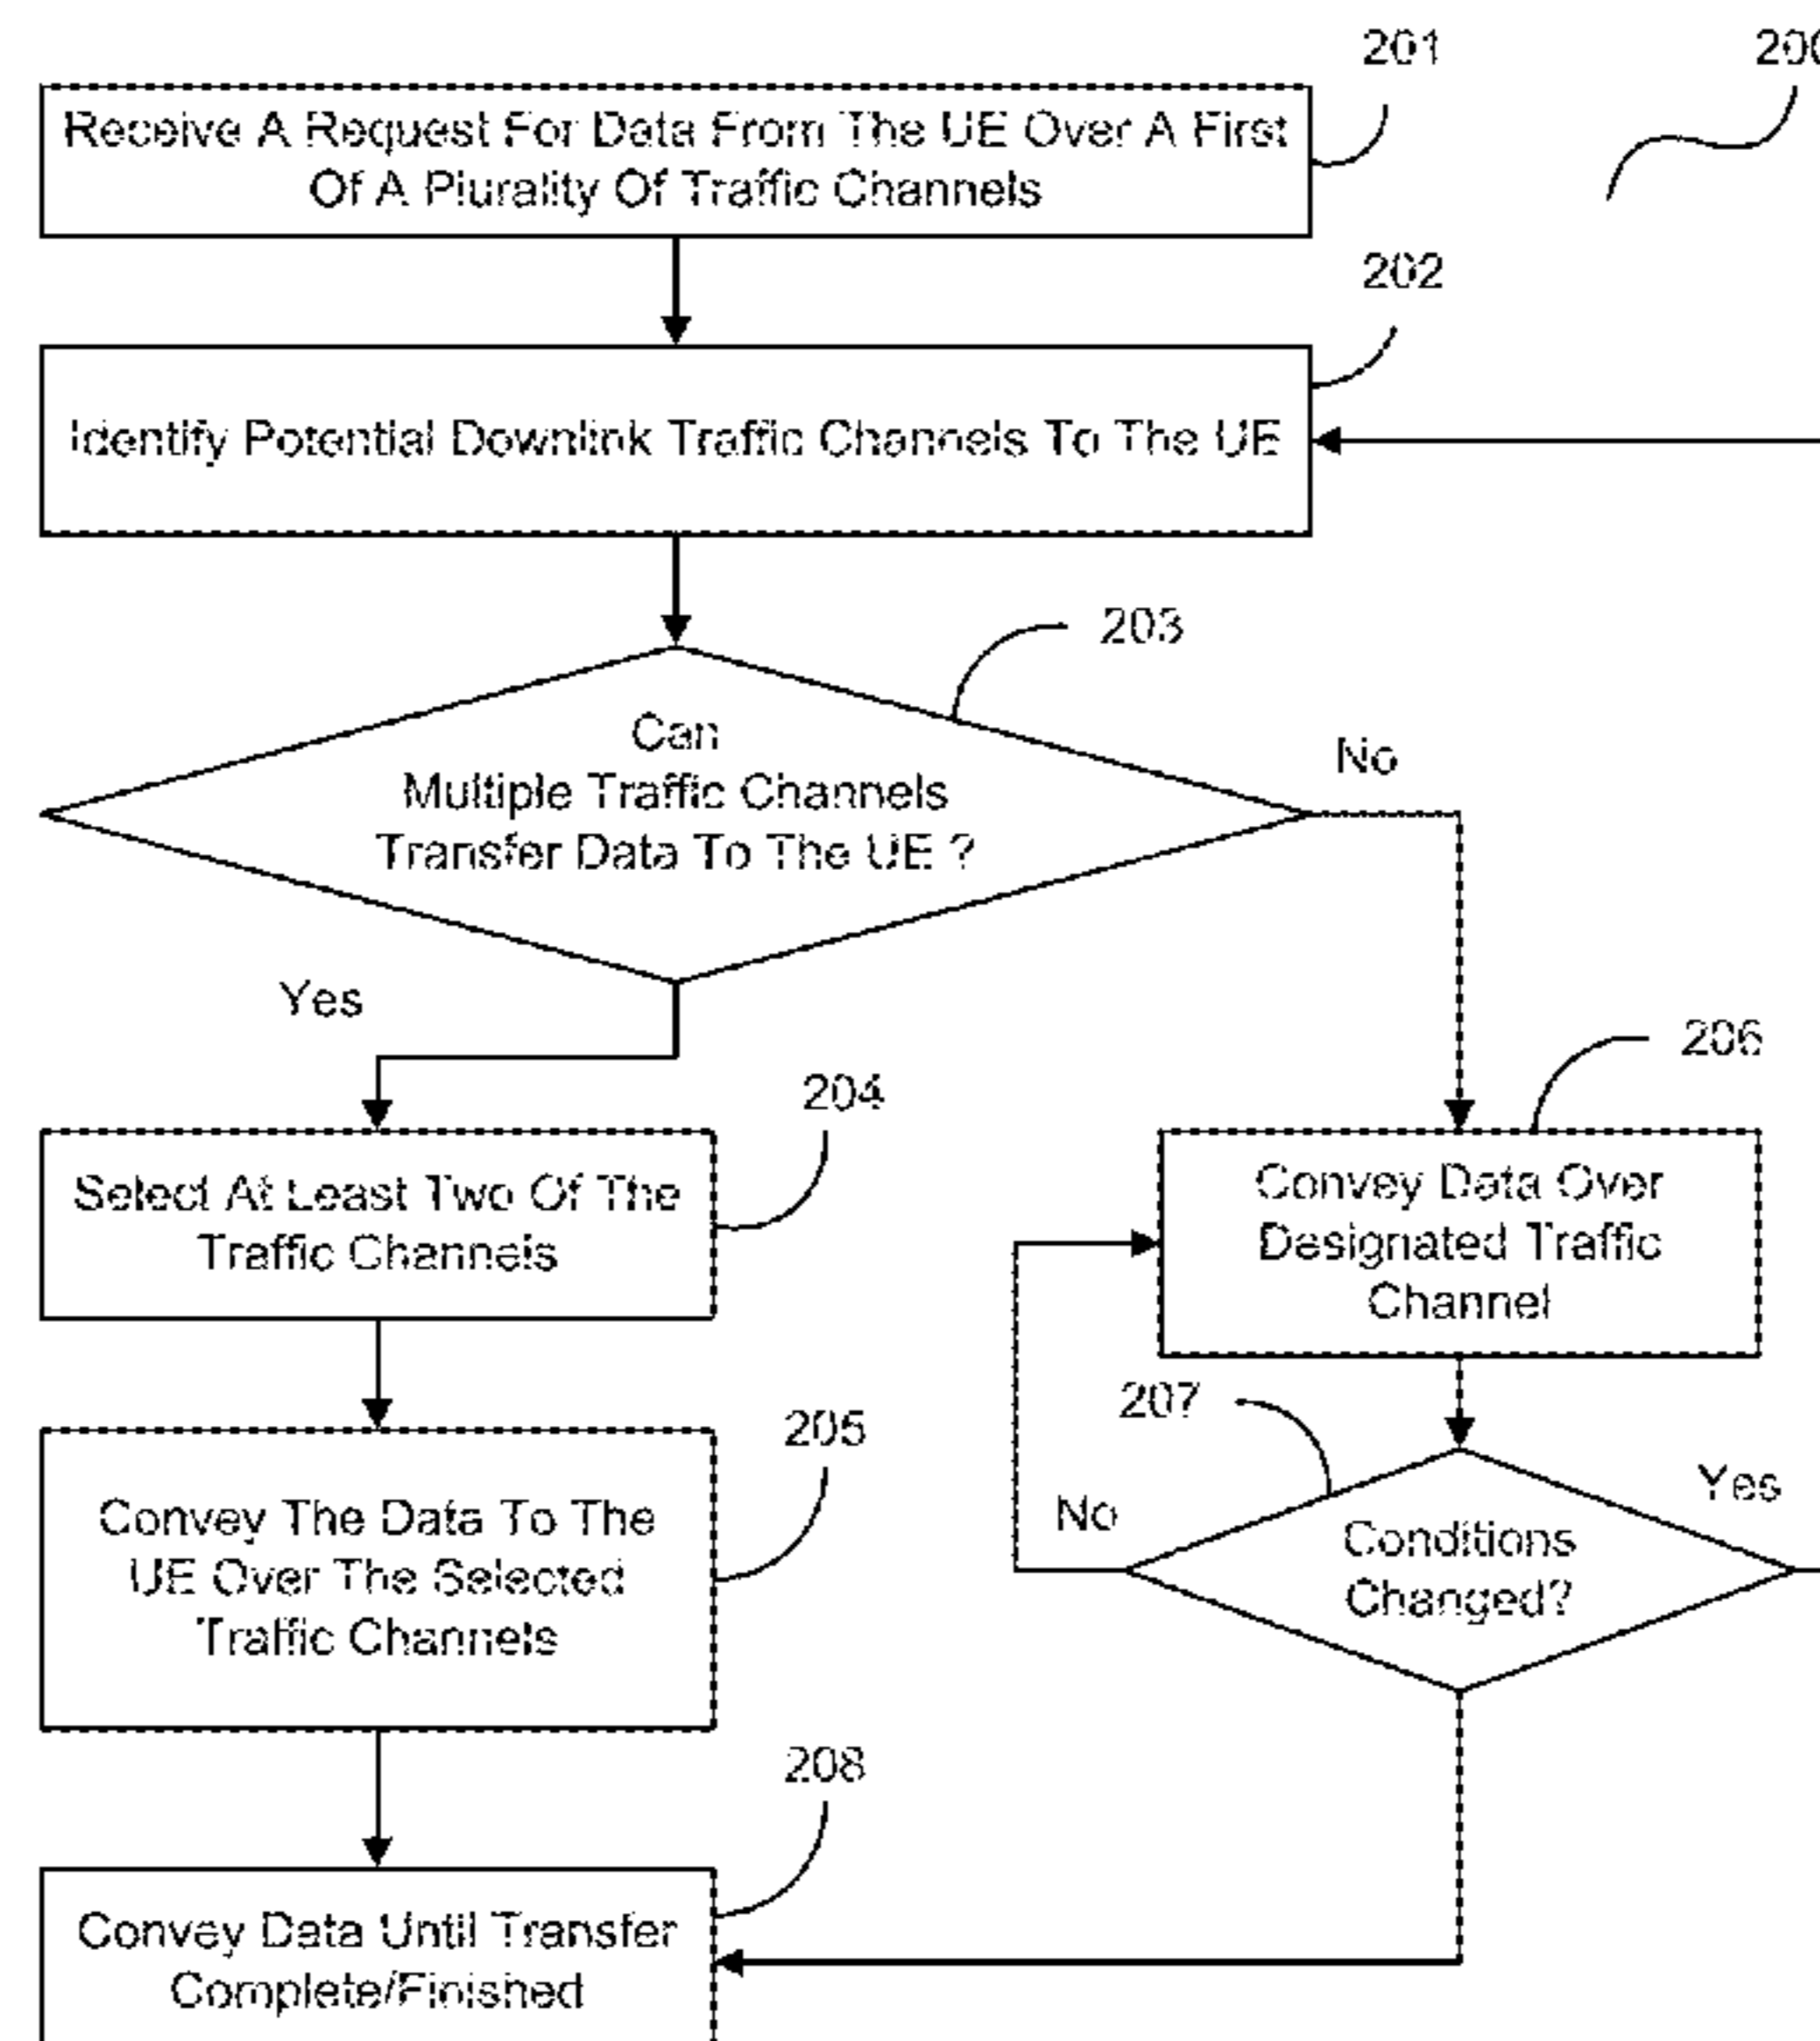 201
200
Receive A Request For Data From The UE Over A First
Of A Plurality Of Traffic Channels
202
Identify Potential Downlink Traffic Channels To The UE
203
Can
Multiple Traffic Channels
Transfer Data To The UE ?
No
Yes
206
204
Select At Least Two Of The
Traffic Channels
Convey Data Over
Designated Traffic
Channel
207
205
Yes
No
Conditions
Changed?
Convey The Data To The
UE Over The Selected
Traffic Channels
208
Convey Data Until Transfer
Complete/Finished